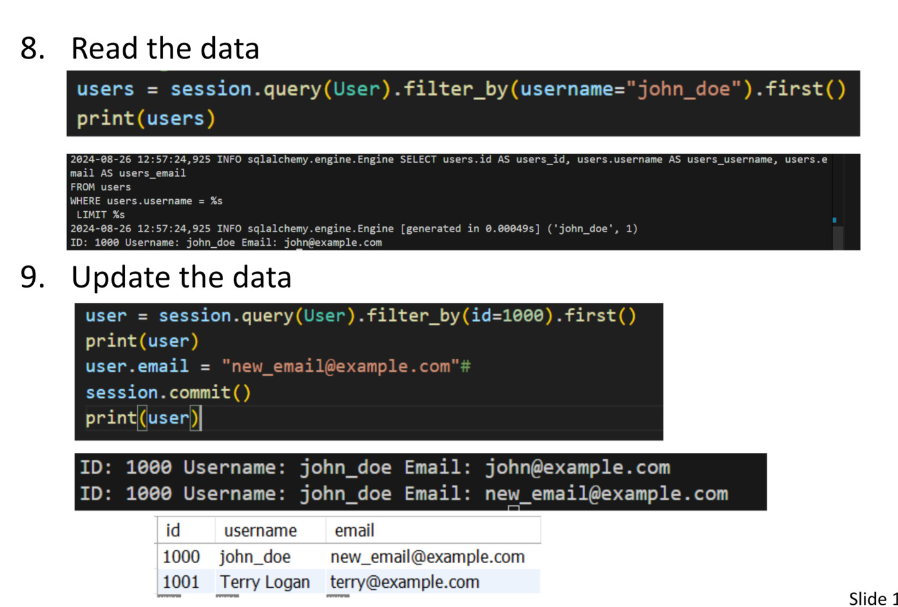 8. Read the data
users = session.query(User).filter_by(username="john_doe").first()
print(users)
2024-08-26 12:57:24,925 INFO sqlalchemy.engine.Engine SELECT users.id AS users_id, users.username AS users_username, users.e
mail AS users_email
FROM users
WHERE users.username = %s
LIMIT %s
2024-08-26 12:57:24,925 INFO sqlalchemy.engine.Engine [generated in 0.00049s] ('john_doe', 1)
ID: 1000 Username: john_doe Email: john@example.com
9. Update the data
user = session.query(User).filter_by(id=1000).first()
print(user)
user.email = "new_email@example.com"#
session.commit()
print(user)
ID: 1000 Username: john_doe Email: john@example.com
ID: 1000 Username: john_doe Email: new_email@example.com
id username email
1000 john_doe new_email@example.com
1001 Terry Logan terry@example.com
Slide 1